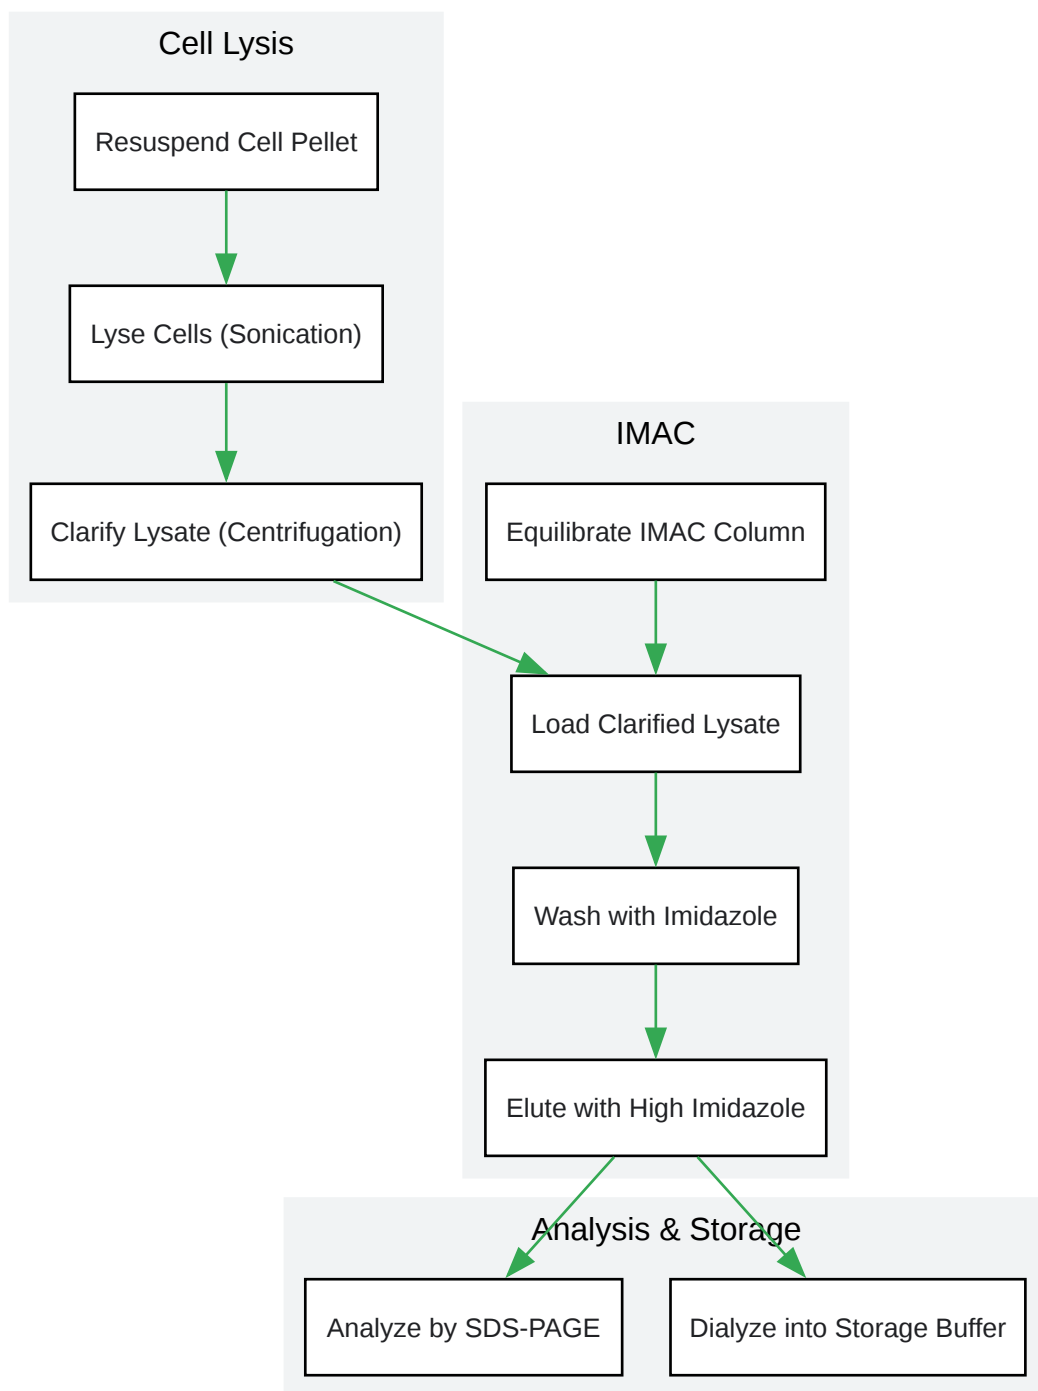 Cell Lysis
Resuspend Cell Pellet
Lyse Cells (Sonication)
Clarify Lysate (Centrifugation)
IMAC
Equilibrate IMAC Column
Load Clarified Lysate
Wash with Imidazole
Elute with High Imidazole
Analysis & Storage
Analyze by SDS-PAGE
Dialyze into Storage Buffer